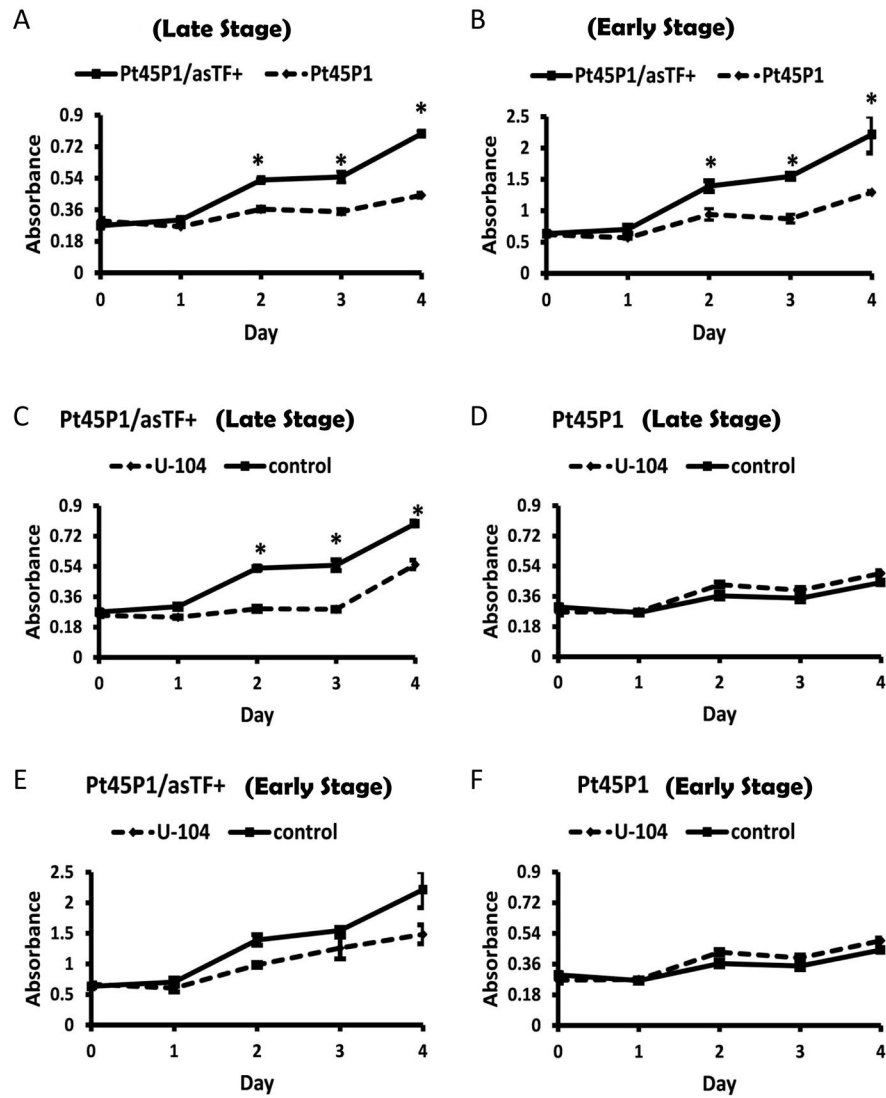 A (Late Stage)
Pt45P1/asTF+ Pt45P1
Absorbance
0.9
0.72
0.54
0.36
0.18
0
* * *
0 1 2 3 4
Day
B (Early Stage)
Pt45P1/asTF+ Pt45P1
Absorbance
2.5
2
1.5
1
0.5
0
* * *
0 1 2 3 4
Day
C Pt45P1/asTF+ (Late Stage)
U-104 control
Absorbance
0.9
0.72
0.54
0.36
0.18
0
* * *
0 1 2 3 4
Day
D Pt45P1 (Late Stage)
U-104 control
Absorbance
0.9
0.72
0.54
0.36
0.18
0
0 1 2 3 4
Day
E Pt45P1/asTF+ (Early Stage)
U-104 control
Absorbance
2.5
2
1.5
1
0.5
0
0 1 2 3 4
Day
F Pt45P1 (Early Stage)
U-104 control
Absorbance
0.9
0.72
0.54
0.36
0.18
0
0 1 2 3 4
Day